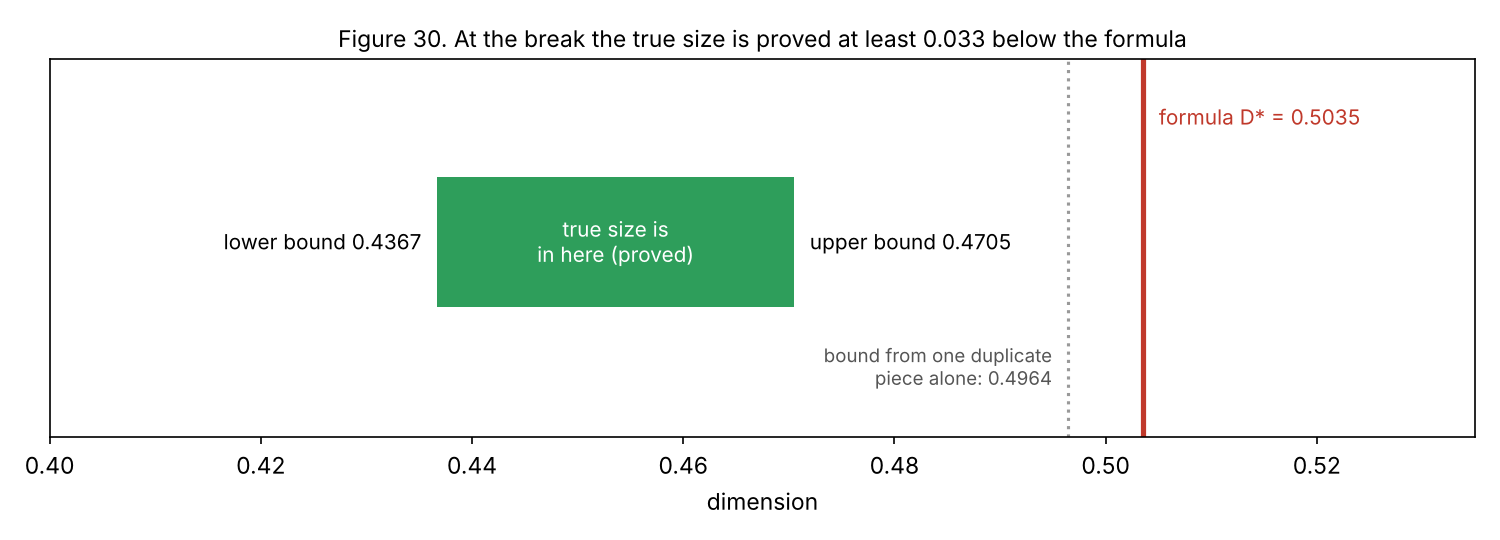 Figure 30. At the break the true size is proved at least 0.033 below the formula
formula D* = 0.5035
true size is
in here (proved)
lower bound 0.4367
upper bound 0.4705
bound from one duplicate
piece alone: 0.4964
0.40 0.42 0.44 0.46 0.48 0.50 0.52
dimension